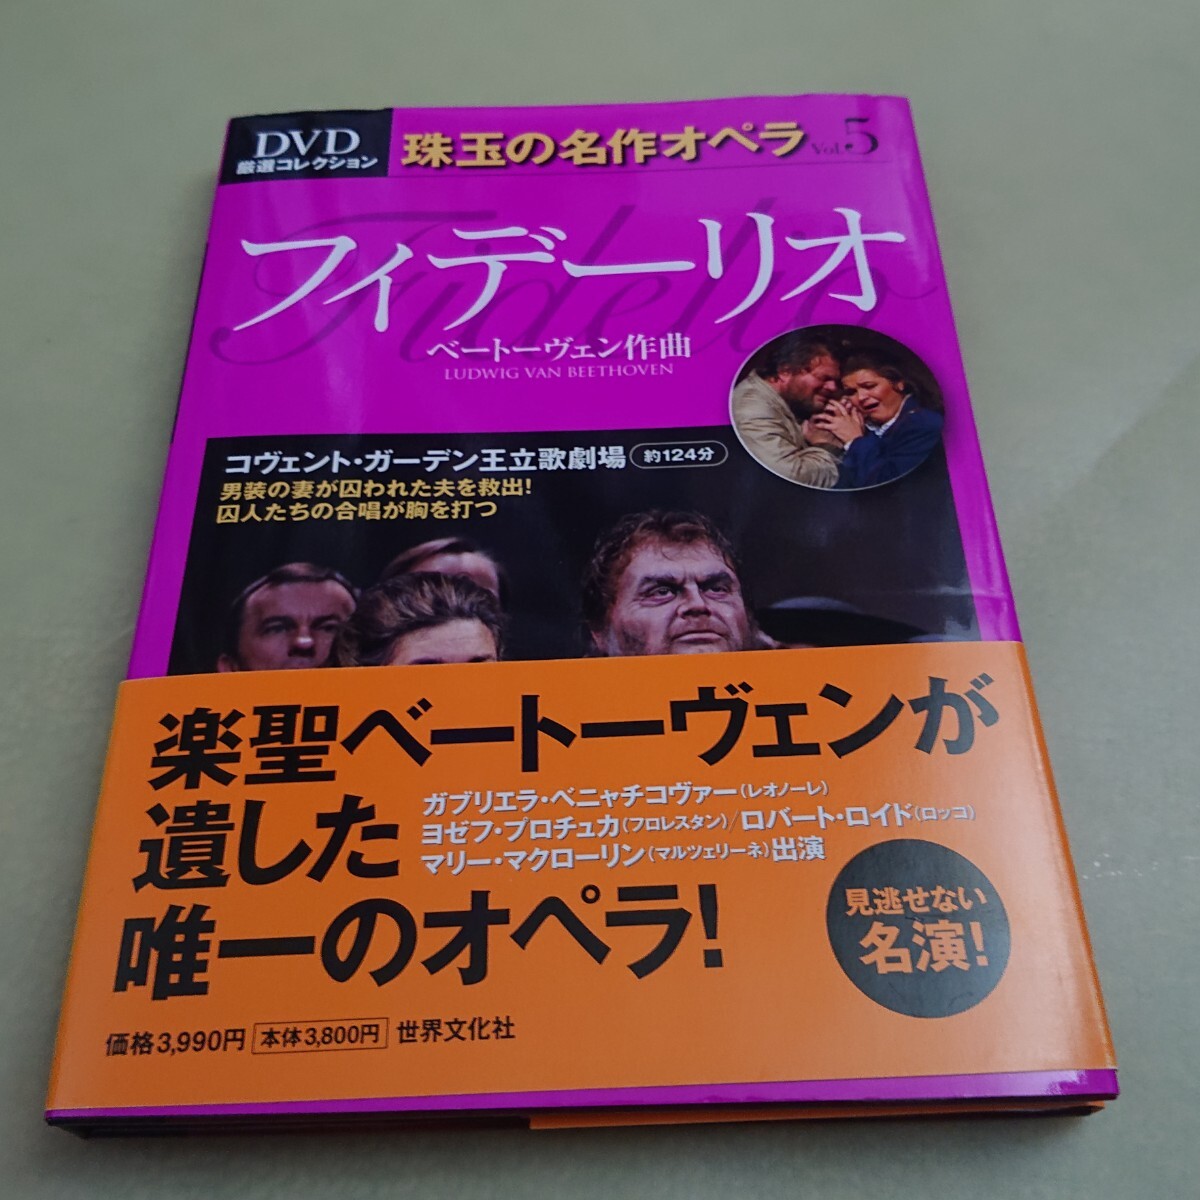 DVD
厳選コレクション
珠玉の名作オペラ Vol.5
Fidelio
フィデーリオ
ベートーヴェン作曲
LUDWIG VAN BEETHOVEN
コヴェント・ガーデン王立歌劇場 約124分
男装の妻が囚われた夫を救出!
囚人たちの合唱が胸を打つ
楽聖ベートーヴェンが
遺した
唯一のオペラ!
ガブリエラ・ベニャチコヴァー(レオノーレ)
ヨゼフ・プロチュカ(フロレスタン)/ロバート・ロイド(ロッコ)
マリー・マクローリン(マルツェリーネ)出演
見逃せない
名演!
価格3,990円 本体3,800円 世界文化社